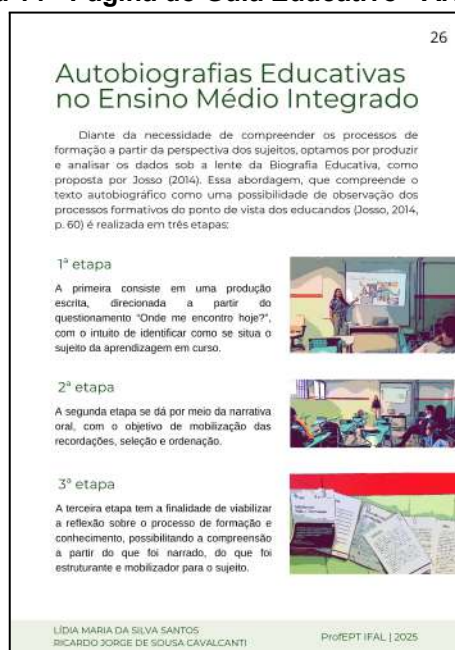 26
Autobiografias Educativas
no Ensino Médio Integrado
Diante da necessidade de compreender os processos de
formação a partir da perspectiva dos sujeitos, optamos por produzir
e analisar os dados sob a lente da Biografia Educativa, como
proposta por Josso (2014). Essa abordagem, que compreende o
texto autobiográfico como uma possibilidade de observação dos
processos formativos do ponto de vista dos educandos (Josso, 2014,
p. 60) é realizada em três etapas:
1ª etapa
A primeira consiste em uma produção
escrita, direcionada a partir do
questionamento "Onde me encontro hoje?",
com o intuito de identificar como se situa o
sujeito da aprendizagem em curso.
2ª etapa
A segunda etapa se dá por meio da narrativa
oral, com o objetivo de mobilização das
recordações, seleção e ordenação.
3ª etapa
A terceira etapa tem a finalidade de viabilizar
a reflexão sobre o processo de formação e
conhecimento, possibilitando a compreensão
a partir do que foi narrado, do que foi
estruturante e mobilizador para o sujeito.
LÍDIA MARIA DA SILVA SANTOS
RICARDO JORGE DE SOUSA CAVALCANTI
ProfEPT IFAL | 2025